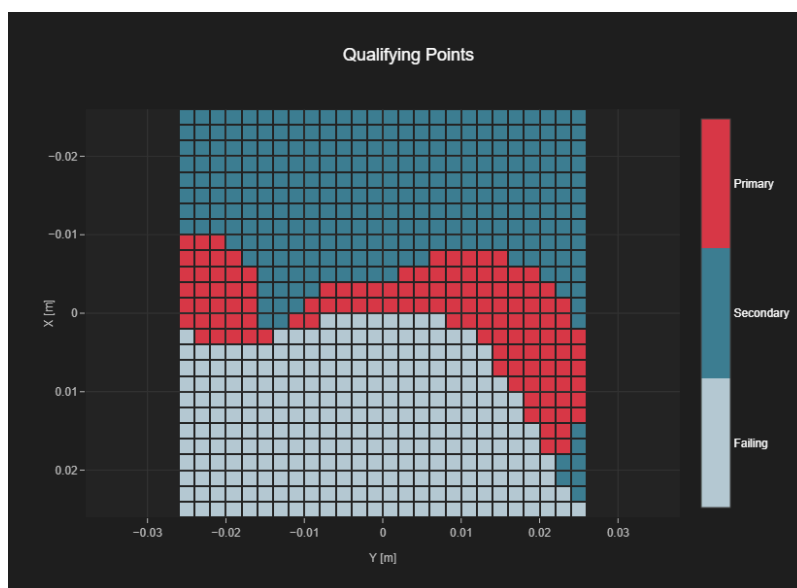 Qualifying Points
−0.02
−0.01
0
0.01
0.02
X [m]
−0.03
−0.02
−0.01
0
0.01
0.02
0.03
Y [m]
Primary
Secondary
Failing